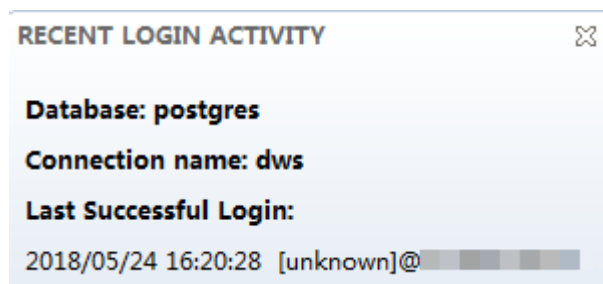 RECENT LOGIN ACTIVITY
Database: postgres
Connection name: dws
Last Successful Login:
2018/05/24 16:20:28 [unknown]@